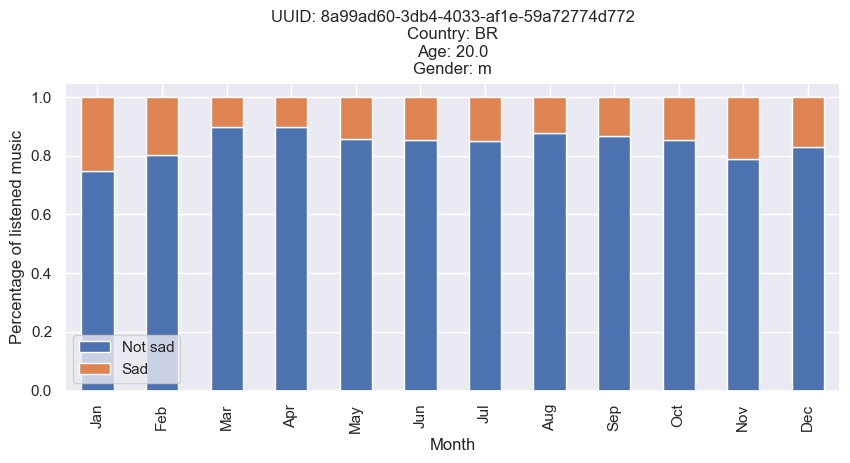 UUID: 8a99ad60-3db4-4033-af1e-59a72774d772
Country: BR
Age: 20.0
Gender: m
Percentage of listened music
1.0
0.8
0.6
0.4
0.2
0.0
Not sad
Sad
Jan
Feb
Mar
Apr
May
Jun
Jul
Aug
Sep
Oct
Nov
Dec
Month